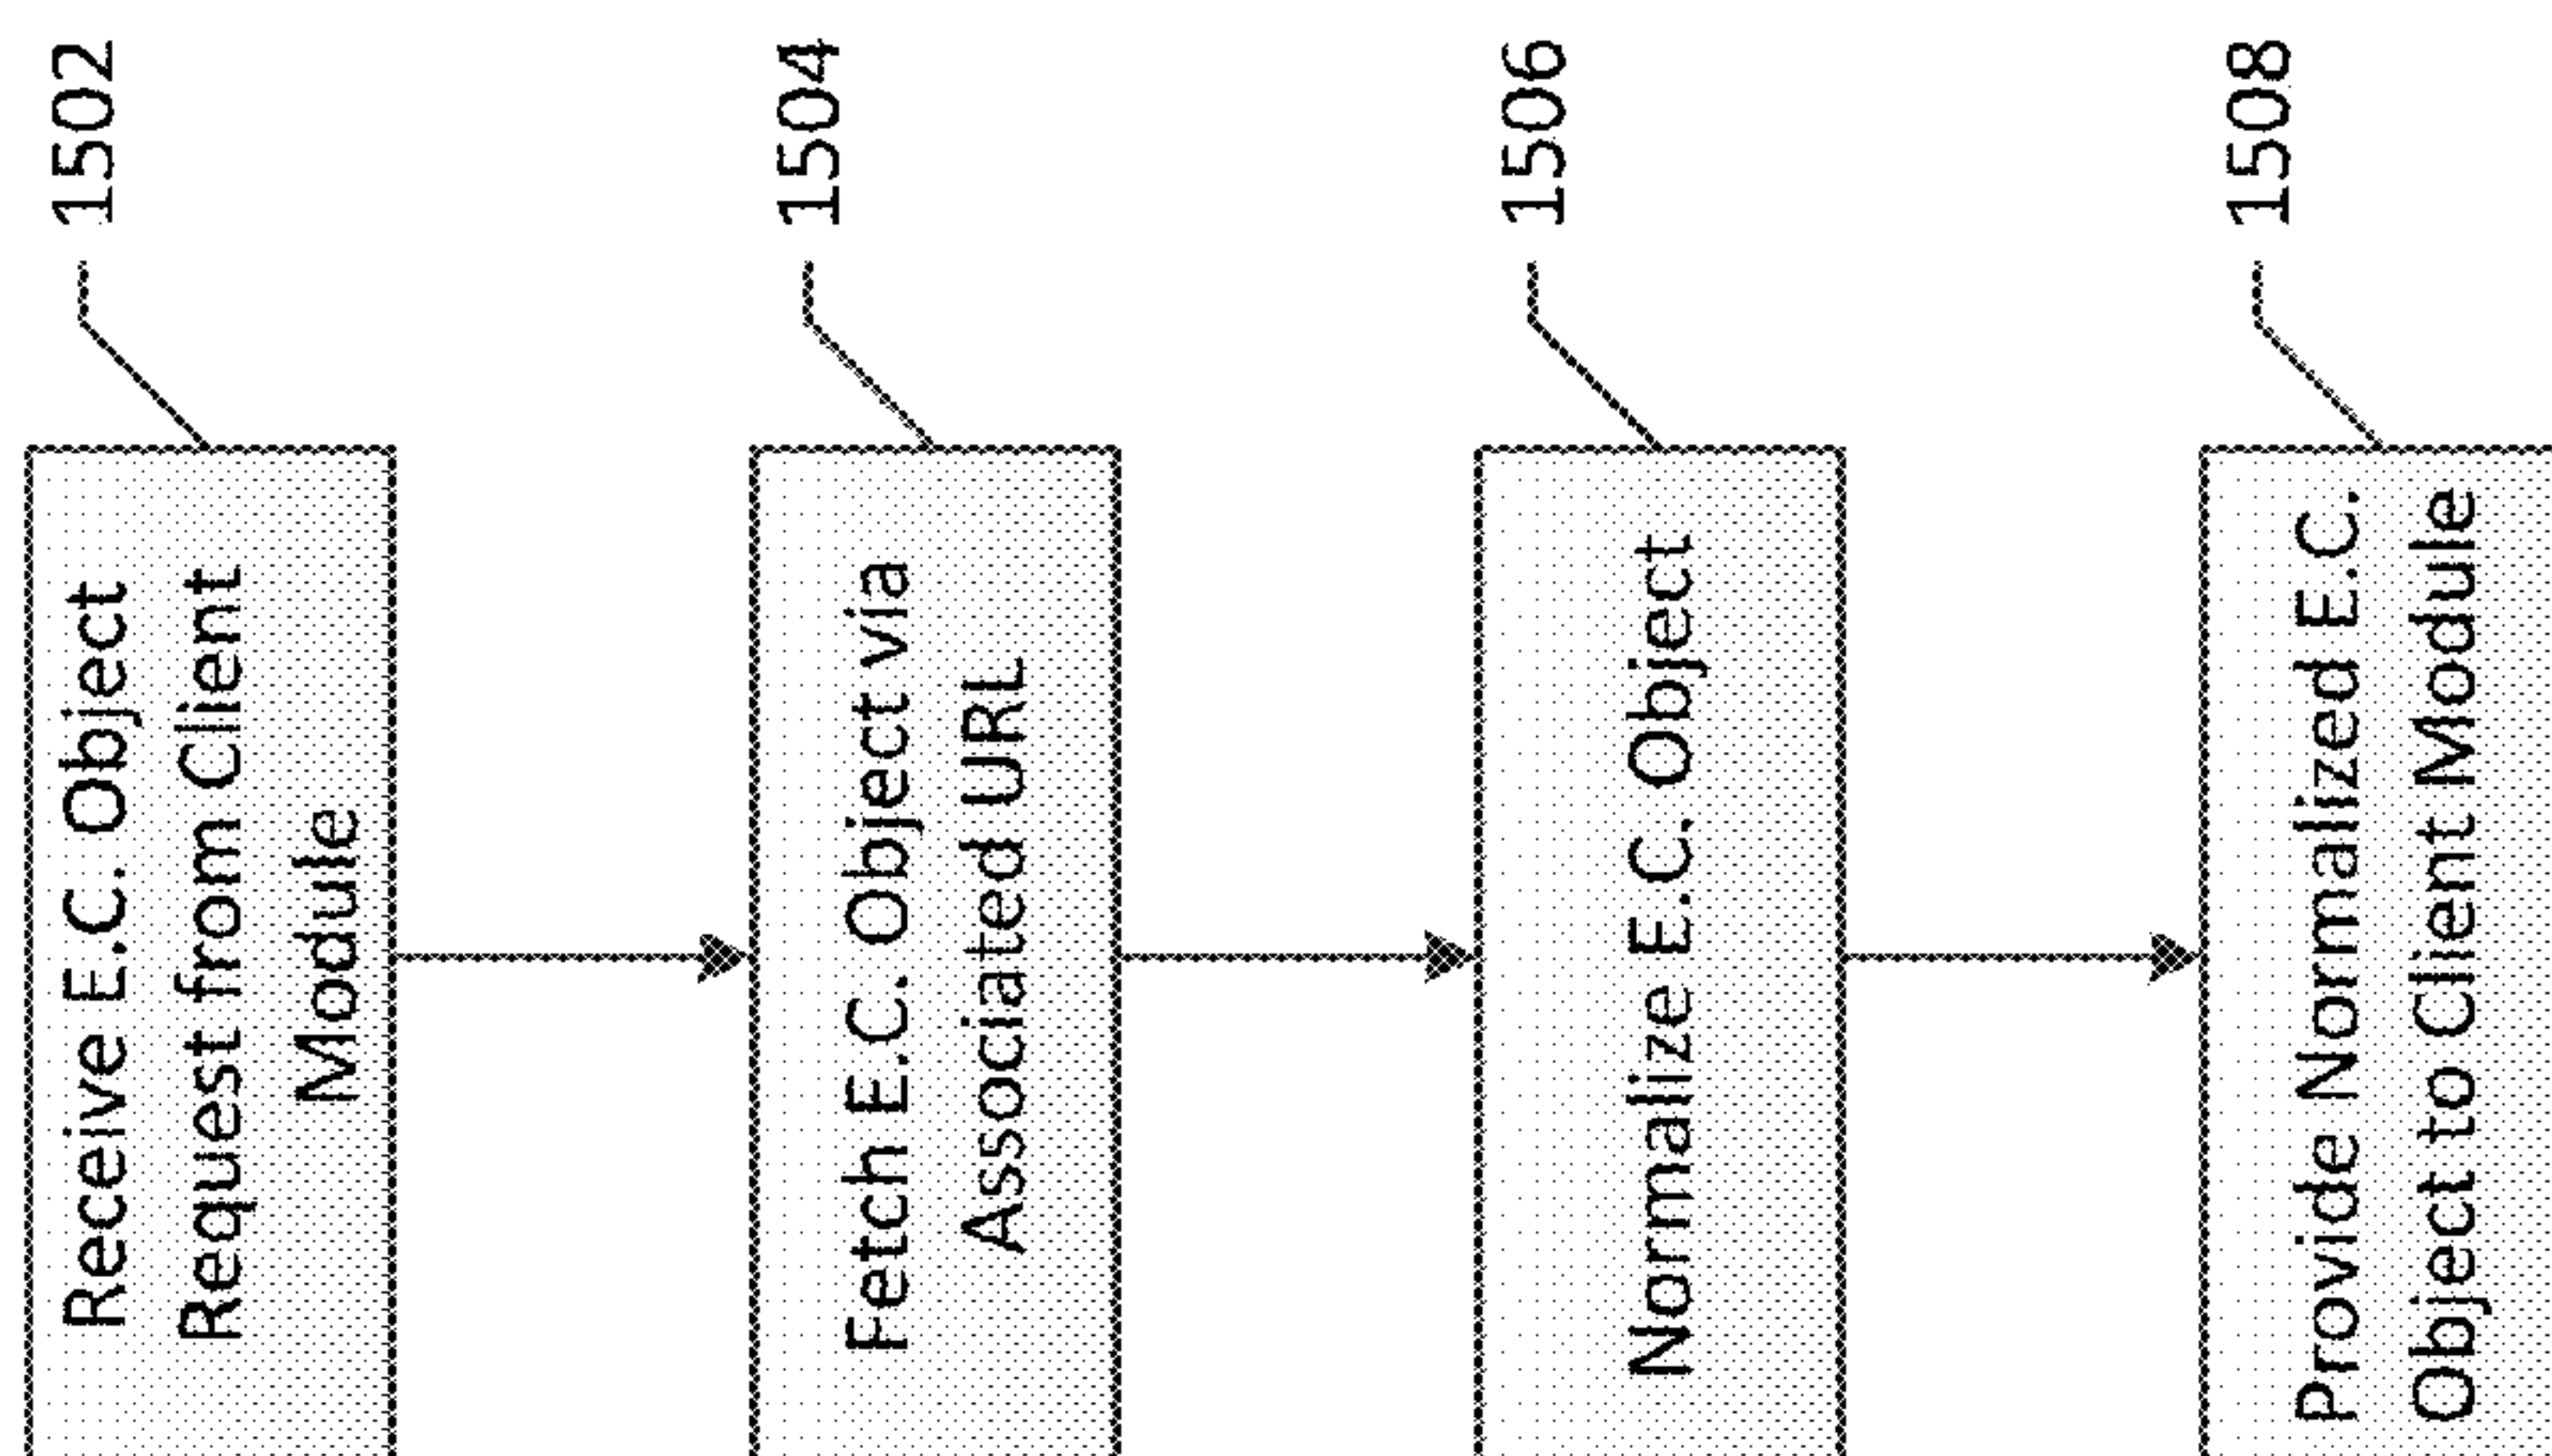 Receive E.C. Object
Request from Client
Module
1502
Fetch E.C. Object via
Associated URL
1504
Normalize E.C. Object
1506
Provide Normalized E.C.
Object to Client Module
1508